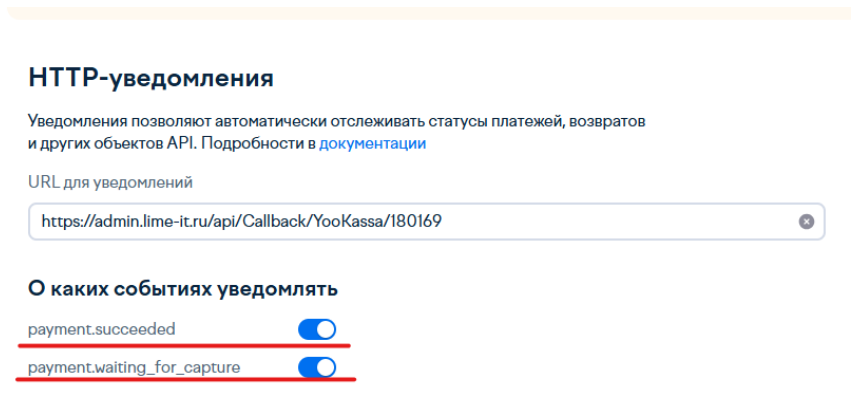 HTTP-уведомления
Уведомления позволяют автоматически отслеживать статусы платежей, возвратов
и других объектов API. Подробности в документации
URL для уведомлений
https://admin.lime-it.ru/api/Callback/YooKassa/180169
О каких событиях уведомлять
payment.succeeded
payment.waiting_for_capture